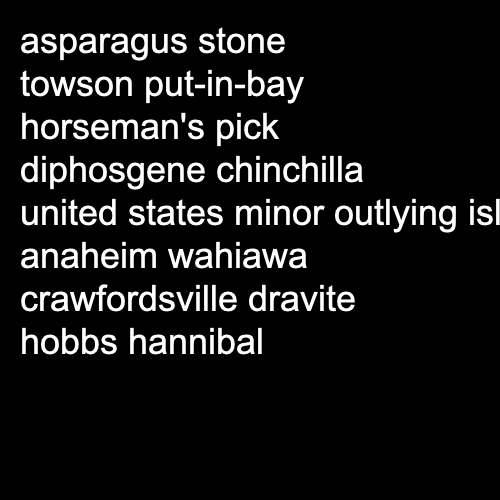 asparagus stone
towson put-in-bay
horseman's pick
diphosgene chinchilla
united states minor outlying isl
anaheim wahiawa
crawfordsville dravite
hobbs hannibal